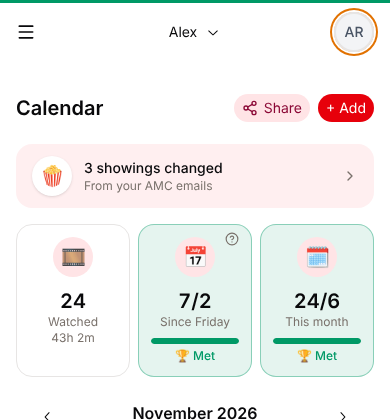 Alex
AR
Calendar
Share
+ Add
3 showings changed
From your AMC emails
24
Watched
43h 2m
7/2
Since Friday
Met
24/6
This month
Met
November 2026